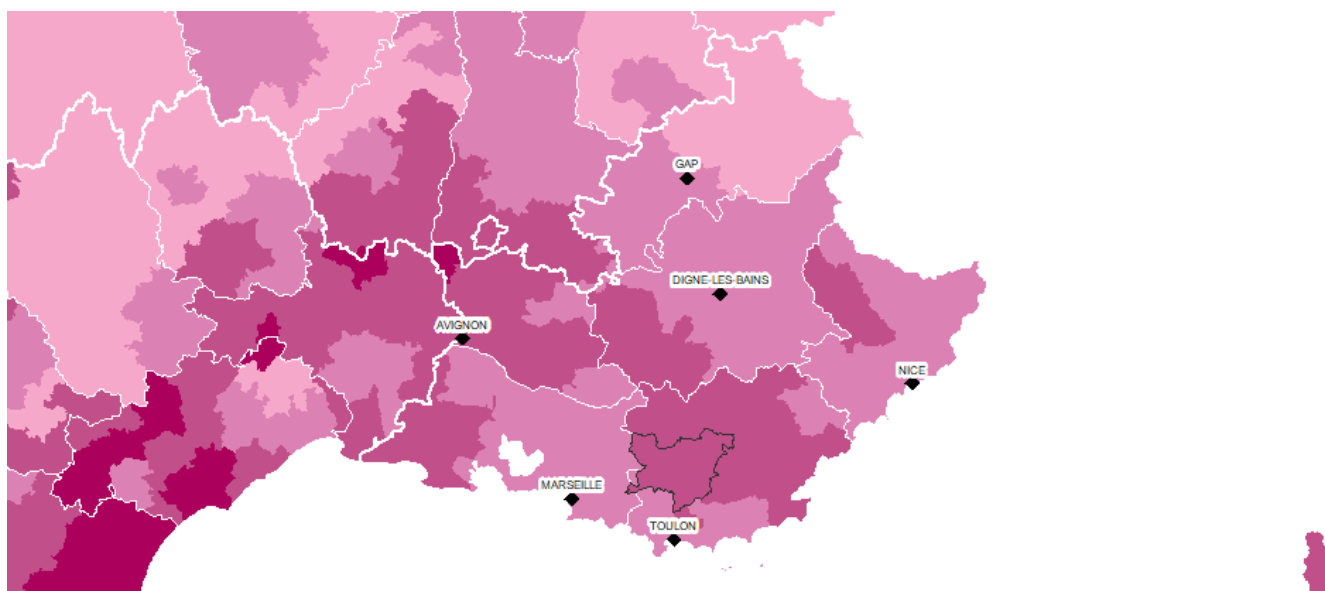 GAP
DIGNE-LES-BAINS
AVIGNON
NICE
MARSEILLE
TOULON